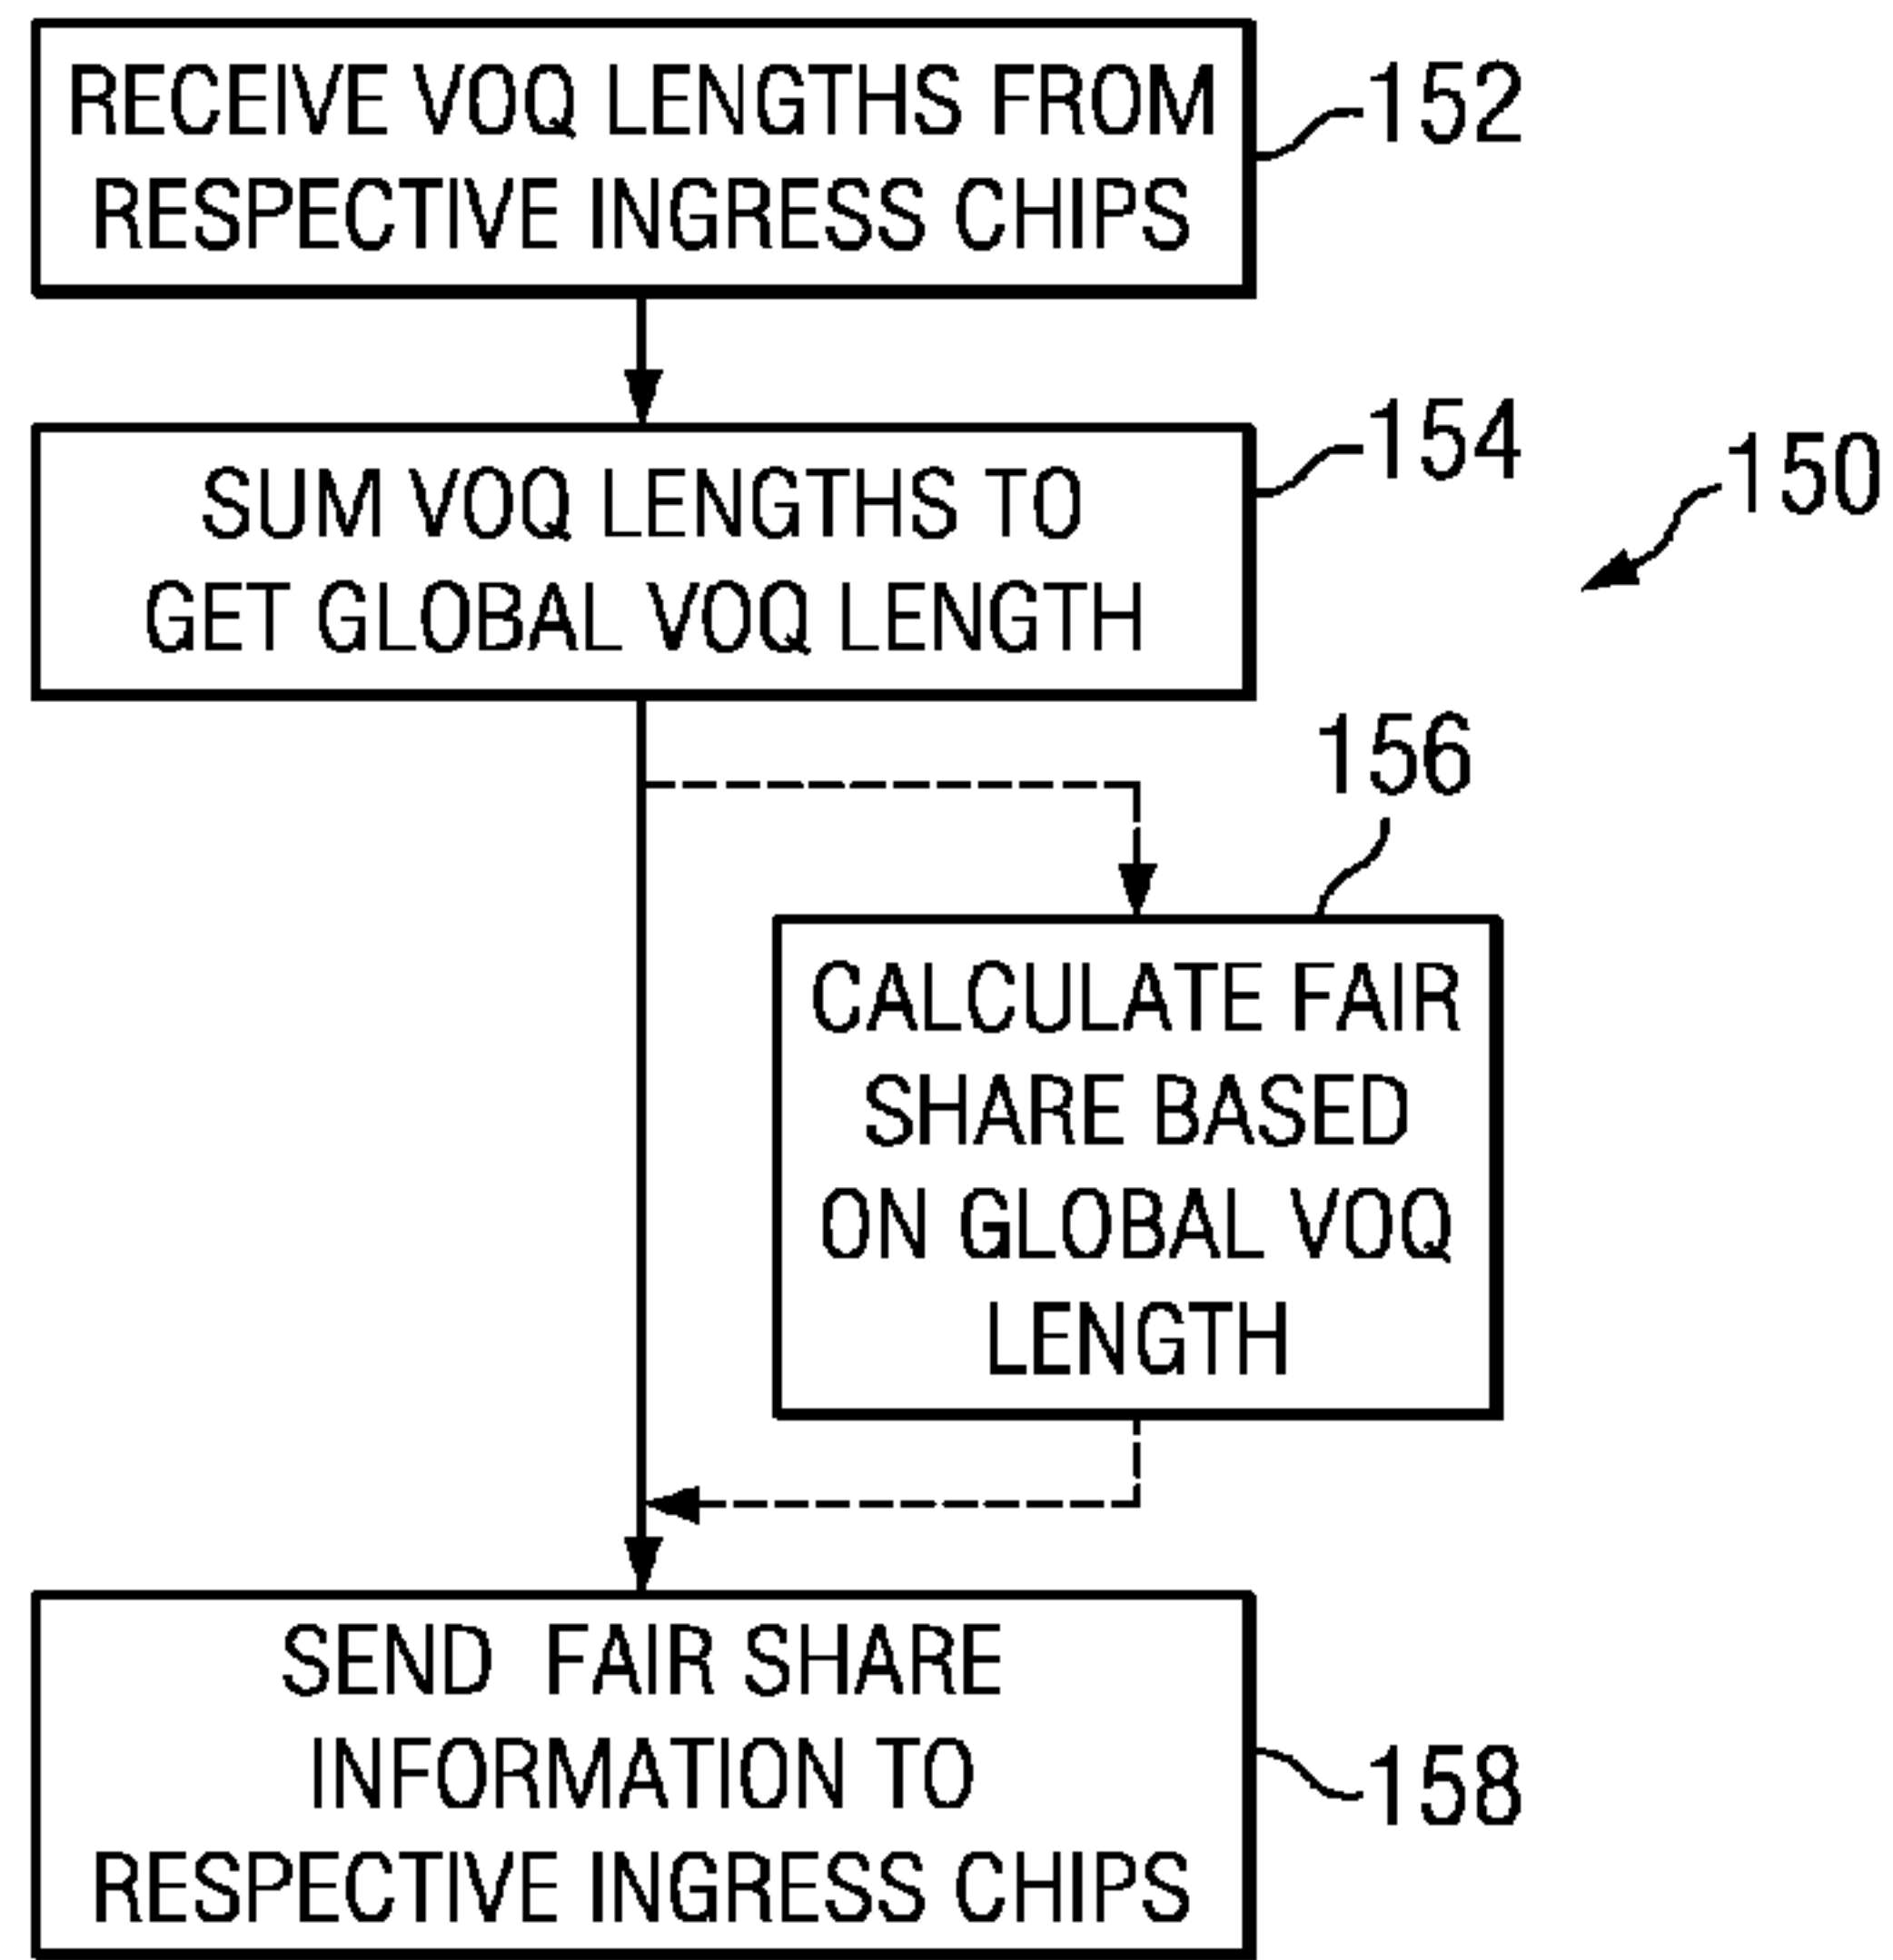 RECEIVE VOQ LENGTHS FROM
RESPECTIVE INGRESS CHIPS
152
SUM VOQ LENGTHS TO
GET GLOBAL VOQ LENGTH
154
150
156
CALCULATE FAIR
SHARE BASED
ON GLOBAL VOQ
LENGTH
SEND FAIR SHARE
INFORMATION TO
RESPECTIVE INGRESS CHIPS
158